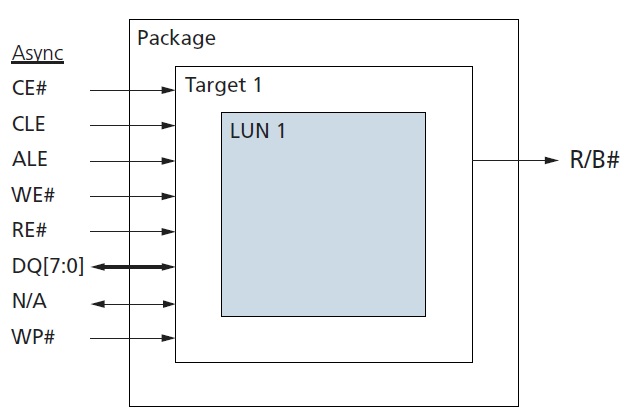 Package
Async
Target 1
CE#
CLE
LUN 1
ALE
R/B#
WE#
RE#
DQ[7:0]
N/A
WP#